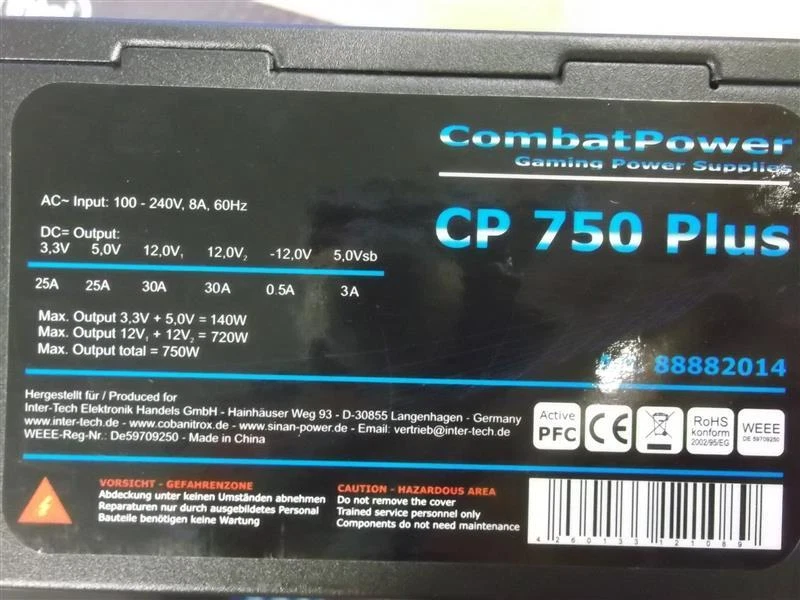 CombatPower
Gaming Power Supplies
CP 750 Plus
AC~ Input: 100 - 240V, 8A, 60Hz
DC= Output:
3,3V 5,0V 12,0V₁ 12,0V₂ -12,0V 5,0Vsb
25A 25A 30A 30A 0.5A 3A
Max. Output 3,3V + 5,0V = 140W
Max. Output 12V₁ + 12V₂ = 720W
Max. Output total = 750W
88882014
Hergestellt für / Produced for
Inter-Tech Elektronik Handels GmbH - Hainhäuser Weg 93 - D-30855 Langenhagen - Germany
www.inter-tech.de - www.cobanitrox.de - www.sinan-power.de - Email: vertrieb@inter-tech.de
WEEE-Reg-Nr.: De59709250 - Made in China
Active
PFC
CE
RoHS
konform
2002/95/EG
WEEE
DE 59709250
VORSICHT - GEFAHRENZONE
Abdeckung unter keinen Umständen abnehmen
Reparaturen nur durch ausgebildetes Personal
Bauteile benötigen keine Wartung
CAUTION - HAZARDOUS AREA
Do not remove the cover
Trained service personnel only
Components do not need maintenance
4260133121089